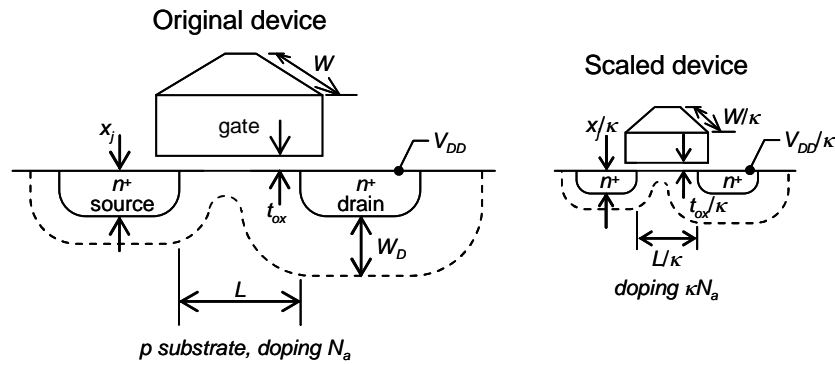 Original device
W
gate
x_j
V_DD
n+
source
t_ox
n+
drain
W_D
L
p substrate, doping N_a
Scaled device
x/κ
W/κ
V_DD/κ
n+
n+
t_ox/κ
L/κ
doping κN_a